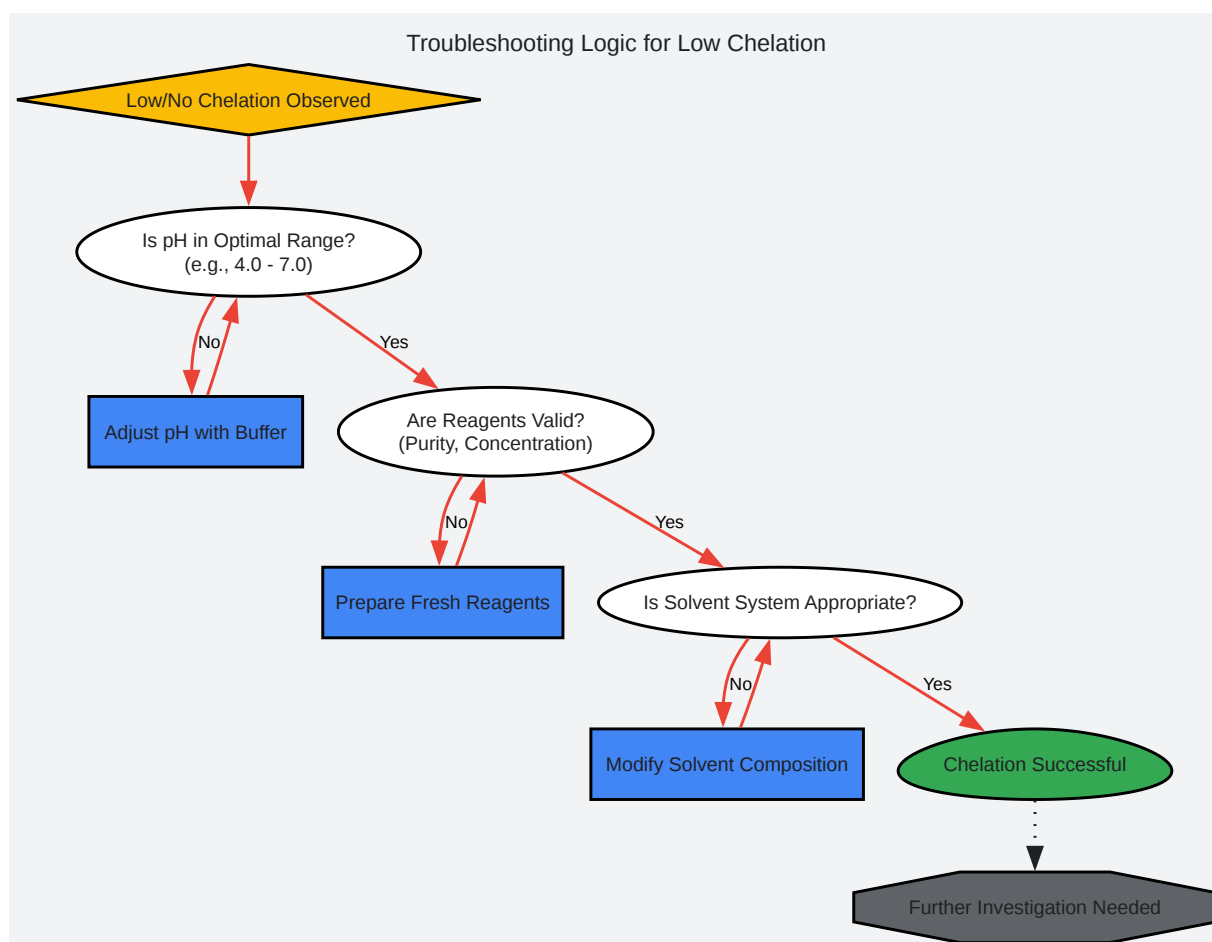 Troubleshooting Logic for Low Chelation
Low/No Chelation Observed
Is pH in Optimal Range?
(e.g., 4.0 - 7.0)
No
Yes
Adjust pH with Buffer
Are Reagents Valid?
(Purity, Concentration)
No
Yes
Prepare Fresh Reagents
Is Solvent System Appropriate?
No
Yes
Modify Solvent Composition
Chelation Successful
Further Investigation Needed